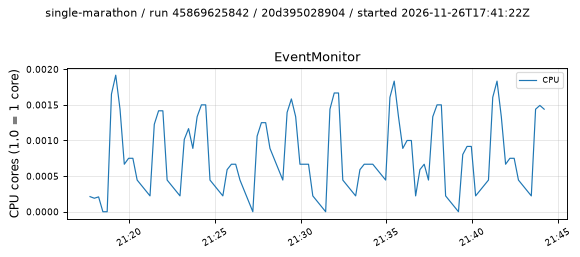 single-marathon / run 45869625842 / 20d395028904 / started 2026-11-26T17:41:22Z
EventMonitor
CPU cores (1.0 = 1 core)
0.0020
0.0015
0.0010
0.0005
0.0000
CPU
21:20
21:25
21:30
21:35
21:40
21:45